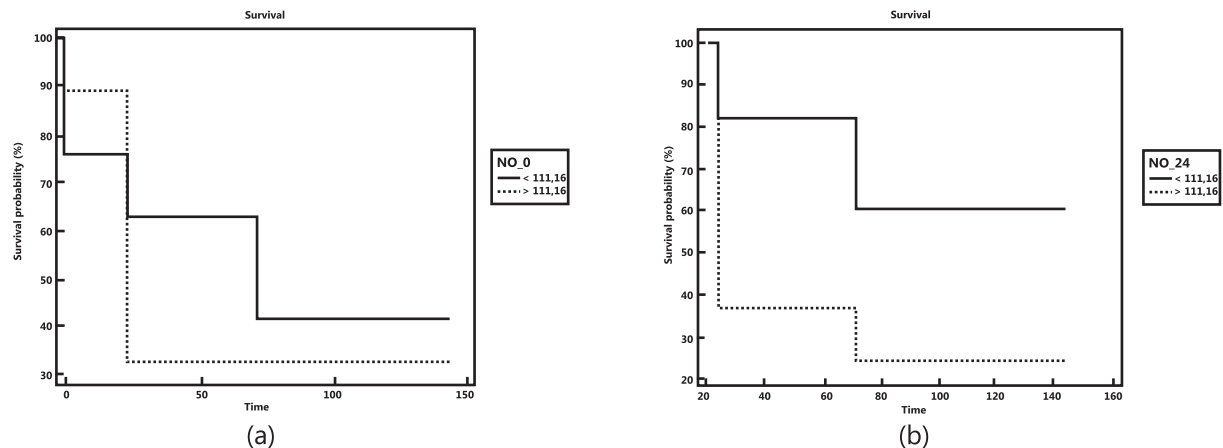 Survival
100
90
80
70
60
50
40
30
Survival probability (%)
0 50 100 150
Time
NO_0
< 111,16
> 111,16
(a)
Survival
100
90
80
70
60
50
40
30
20
Survival probability (%)
20 40 60 80 100 120 140 160
Time
NO_24
< 111,16
> 111,16
(b)